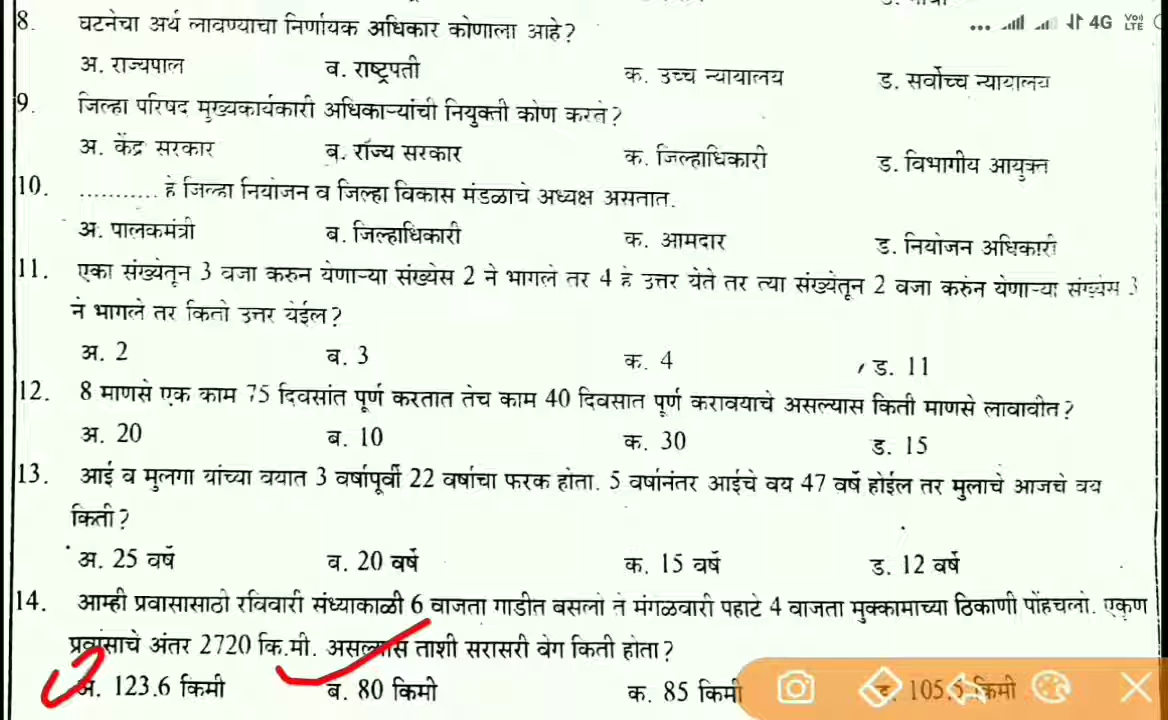 4G VoI) LTE
8. घटनेचा अर्थ लावण्याचा निर्णायक अधिकार कोणाला आहे?
अ. राज्यपाल ब. राष्ट्रपती क. उच्च न्यायालय ड. सर्वोच्च न्यायालय
9. जिल्हा परिषद मुख्यकार्यकारी अधिकाऱ्यांची नियुक्ती कोण करते?
अ. केंद्र सरकार ब. राज्य सरकार क. जिल्हाधिकारी ड. विभागीय आयुक्त
10. ........... हे जिल्हा नियोजन व जिल्हा विकास मंडळाचे अध्यक्ष असतात.
अ. पालकमंत्री ब. जिल्हाधिकारी क. आमदार ड. नियोजन अधिकारी
11. एका संख्येतून 3 वजा करुन येणाऱ्या संख्येस 2 ने भागले तर 4 हे उत्तर येते तर त्या संख्येतून 2 वजा करुन येणाऱ्या संख्येस 3
ने भागले तर किती उत्तर येईल?
अ. 2 ब. 3 क. 4 ड. 11
12. 8 माणसे एक काम 75 दिवसांत पूर्ण करतात तेच काम 40 दिवसात पूर्ण करावयाचे असल्यास किती माणसे लावावीत?
अ. 20 ब. 10 क. 30 ड. 15
13. आई व मुलगा यांच्या वयात 3 वर्षापूर्वी 22 वर्षाचा फरक होता. 5 वर्षानंतर आईचे वय 47 वर्षे होईल तर मुलाचे आजचे वय
किती?
अ. 25 वर्षे ब. 20 वर्षे क. 15 वर्षे ड. 12 वर्षे
14. आम्ही प्रवासासाठी रविवारी संध्याकाळी 6 वाजता गाडीत बसलो ते मंगळवारी पहाटे 4 वाजता मुक्कामाच्या ठिकाणी पोंहचलो. एकूण
प्रवासाचे अंतर 2720 कि.मी. असल्यास ताशी सरासरी वेग किती होता?
अ. 123.6 किमी ब. 80 किमी क. 85 किमी ड. 105.5 किमी